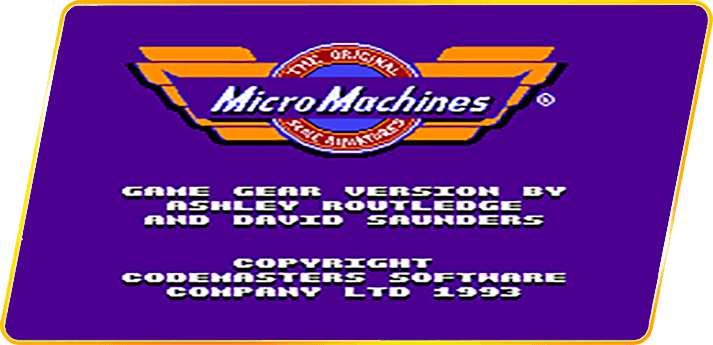 THE ORIGINAL
Micro Machines ®
SCALE MINIATURES
GAME GEAR VERSION BY
ASHLEY ROUTLEDGE
AND DAVID SAUNDERS
COPYRIGHT
CODEMASTERS SOFTWARE
COMPANY LTD 1993